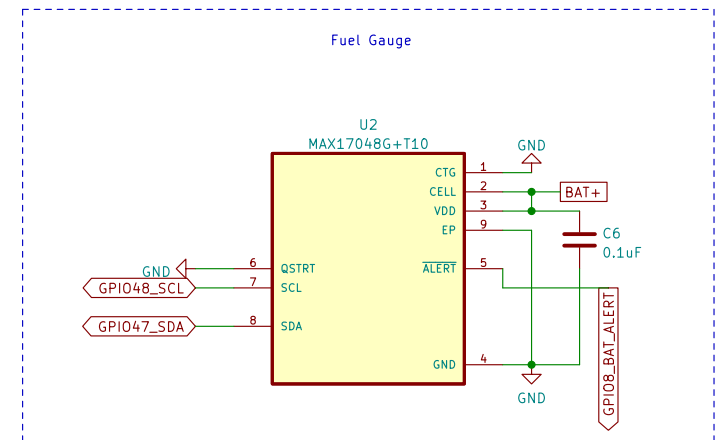 Fuel Gauge
U2
MAX17048G+T10
GND
CTG 1
CELL 2
BAT+
VDD 3
EP 9
C6
0.1uF
GND 6 QSTRT
ALERT 5
GPIO48_SCL 7 SCL
GPIO47_SDA 8 SDA
GPIO8_BAT_ALERT
GND 4
GND